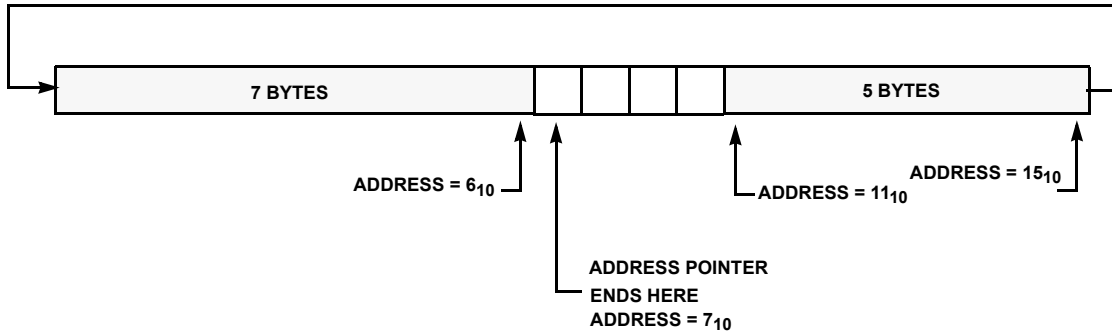 7 BYTES
5 BYTES
ADDRESS = 6₁₀
ADDRESS = 15₁₀
ADDRESS = 11₁₀
ADDRESS POINTER
ENDS HERE
ADDRESS = 7₁₀